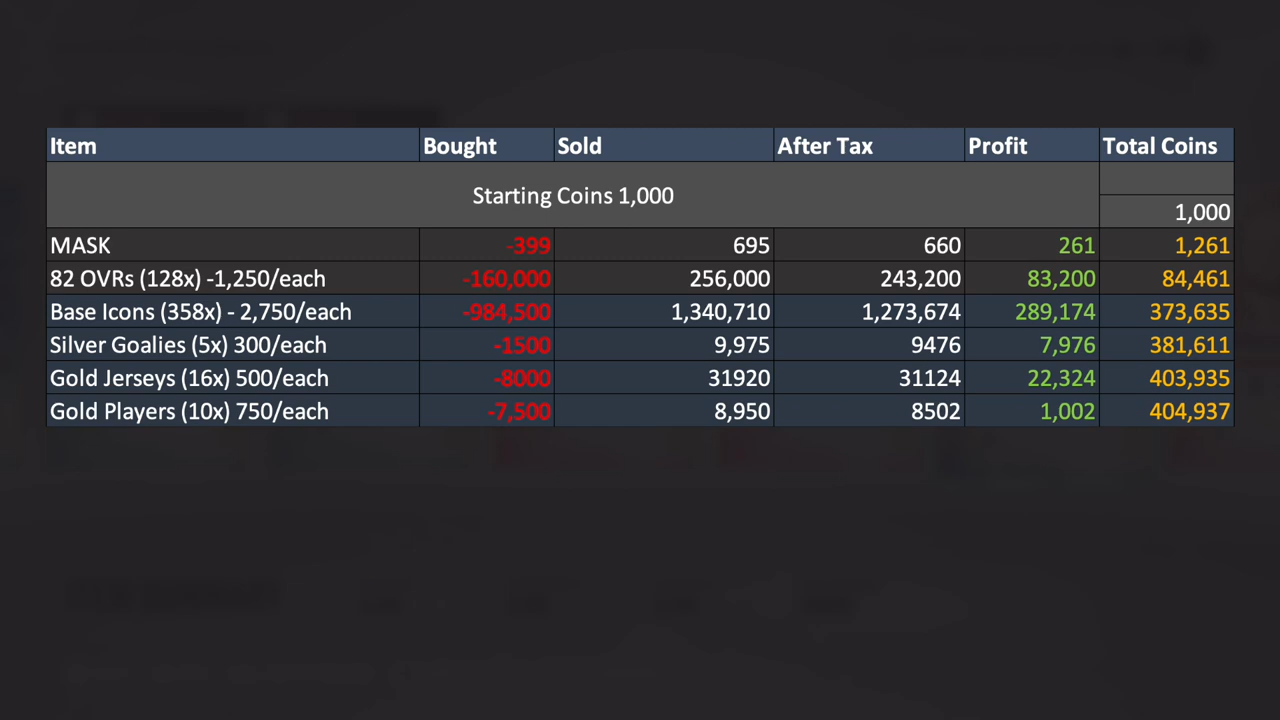 Item Bought Sold After Tax Profit Total Coins
Starting Coins 1,000
1,000
MASK -399 695 660 261 1,261
82 OVRs (128x) -1,250/each -160,000 256,000 243,200 83,200 84,461
Base Icons (358x) - 2,750/each -984,500 1,340,710 1,273,674 289,174 373,635
Silver Goalies (5x) 300/each -1500 9,975 9476 7,976 381,611
Gold Jerseys (16x) 500/each -8000 31920 31124 22,324 403,935
Gold Players (10x) 750/each -7,500 8,950 8502 1,002 404,937